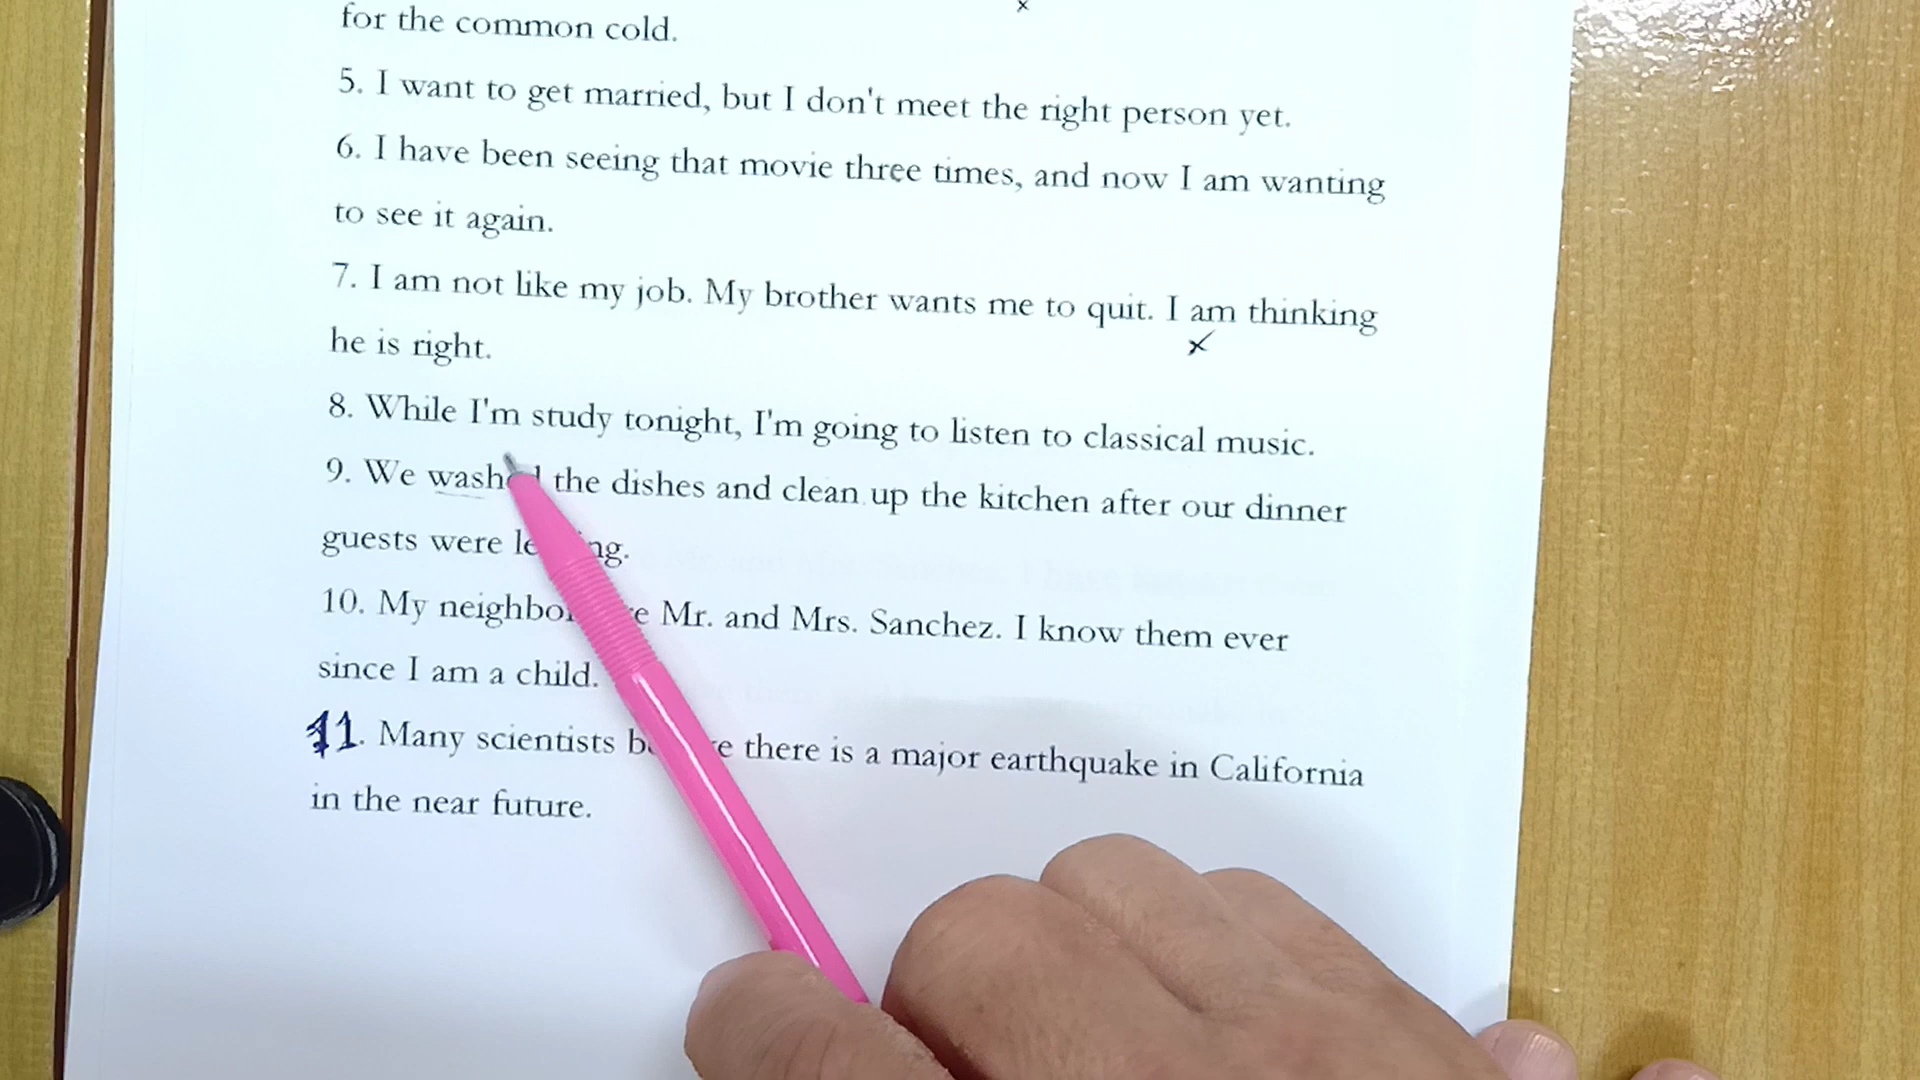 for the common cold.
5. I want to get married, but I don't meet the right person yet.
6. I have been seeing that movie three times, and now I am wanting
to see it again.
7. I am not like my job. My brother wants me to quit. I am thinking
he is right.
8. While I'm study tonight, I'm going to listen to classical music.
9. We washed the dishes and clean up the kitchen after our dinner
guests were
10. My Mr. and Mrs. Sanchez. I know them ever
since I am a child.
11. Many scientists there is a major earthquake in California
in the near future.